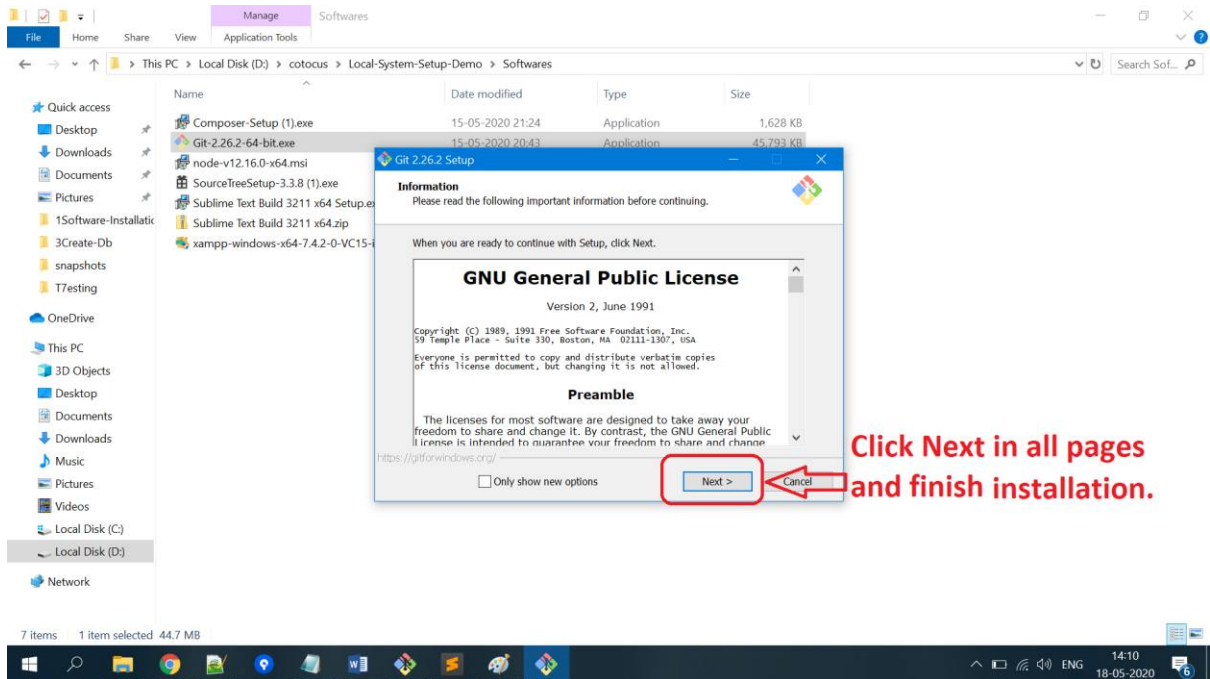 Manage Softwares
File Home Share View Application Tools
This PC > Local Disk (D:) > cotocus > Local-System-Setup-Demo > Softwares
Search Sof...
Name Date modified Type Size
Quick access
Desktop
Downloads
Documents
Pictures
1Software-Installatic
3Create-Db
snapshots
T7esting
OneDrive
This PC
3D Objects
Desktop
Documents
Downloads
Music
Pictures
Videos
Local Disk (C:)
Local Disk (D:)
Network
Composer-Setup (1).exe 15-05-2020 21:24 Application 1,628 KB
Git-2.26.2-64-bit.exe 15-05-2020 20:43 Application 45,793 KB
node-v12.16.0-x64.msi
SourceTreeSetup-3.3.8 (1).exe
Sublime Text Build 3211 x64 Setup.ex
Sublime Text Build 3211 x64.zip
xampp-windows-x64-7.4.2-0-VC15-i
Git 2.26.2 Setup
Information
Please read the following important information before continuing.
When you are ready to continue with Setup, click Next.
GNU General Public License
Version 2, June 1991
Copyright (C) 1989, 1991 Free Software Foundation, Inc.
59 Temple Place - Suite 330, Boston, MA 02111-1307, USA
Everyone is permitted to copy and distribute verbatim copies
of this license document, but changing it is not allowed.
Preamble
The licenses for most software are designed to take away your
freedom to share and change it. By contrast, the GNU General Public
License is intended to guarantee your freedom to share and change
https://gitforwindows.org/
Only show new options Next > Cancel
Click Next in all pages
and finish installation.
7 items 1 item selected 44.7 MB
ENG
14:10
18-05-2020
6